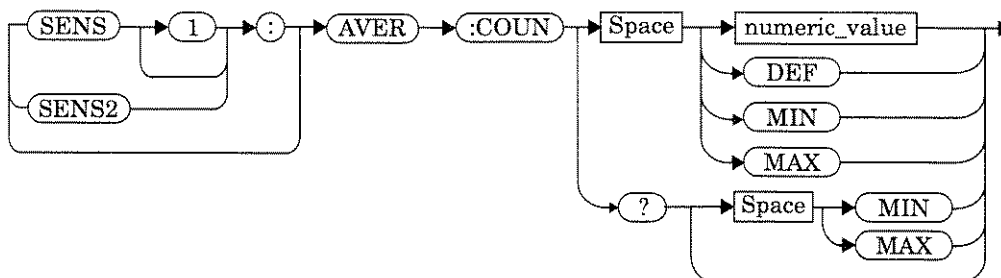 SENS 1 : AVER :COUN Space numeric_value
DEF
SENS2 MIN
MAX
? Space MIN
MAX